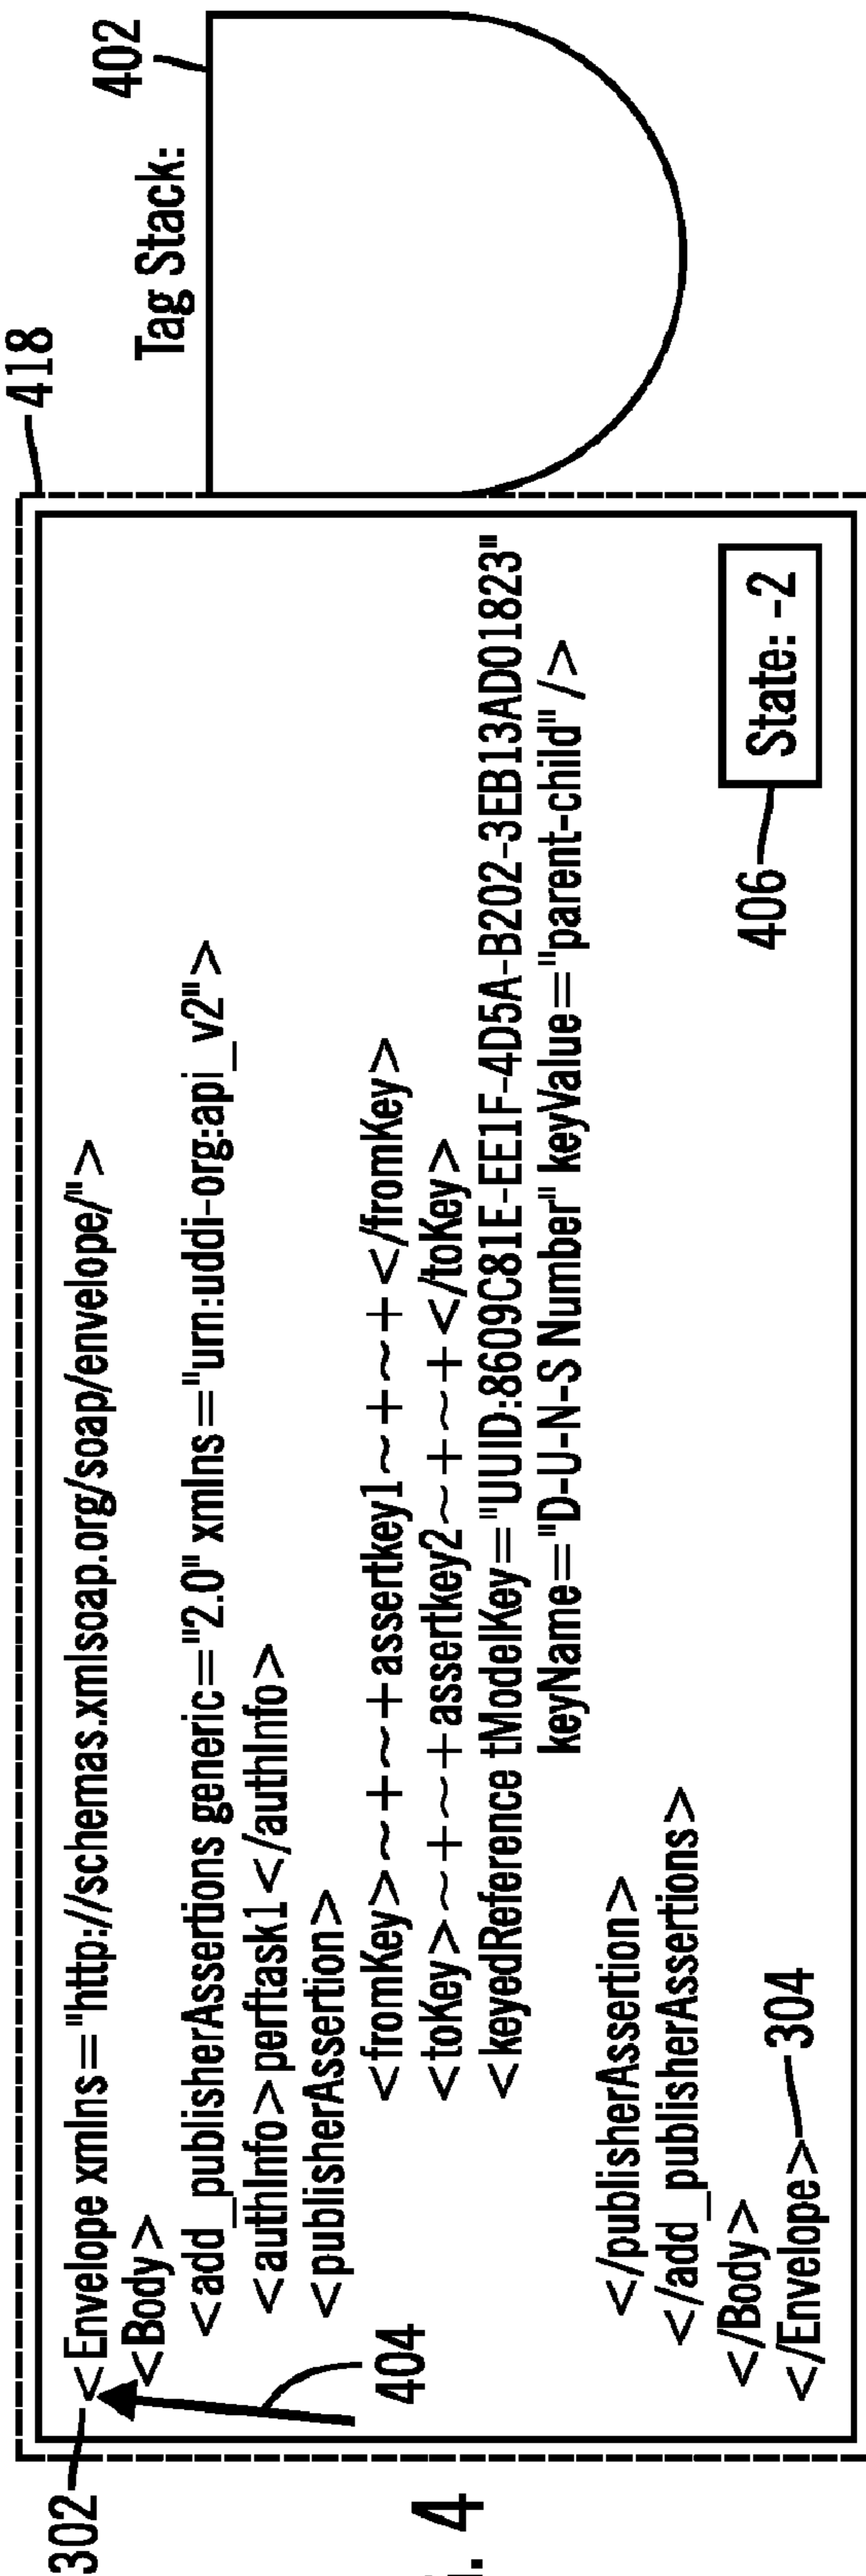 418
Tag Stack:
402
302
<Envelope xmlns="http://schemas.xmlsoap.org/soap/envelope/">
<Body>
<add_publisherAssertions generic="2.0" xmlns="urn:uddi-org:api_v2">
<authInfo>perftask1</authInfo>
<publisherAssertion>
<fromKey>~+~+~+assertkey1~+~+~+</fromKey>
<toKey>~+~+~+assertkey2~+~+~+</toKey>
<keyedReference tModelKey="UUID:8609C81E-EE1F-4D5A-B202-3EB13AD01823"
keyName="D-U-N-S Number" keyValue="parent-child"/>
</publisherAssertion>
</add_publisherAssertions>
</Body>
</Envelope>
304
404
406
State: -2
4